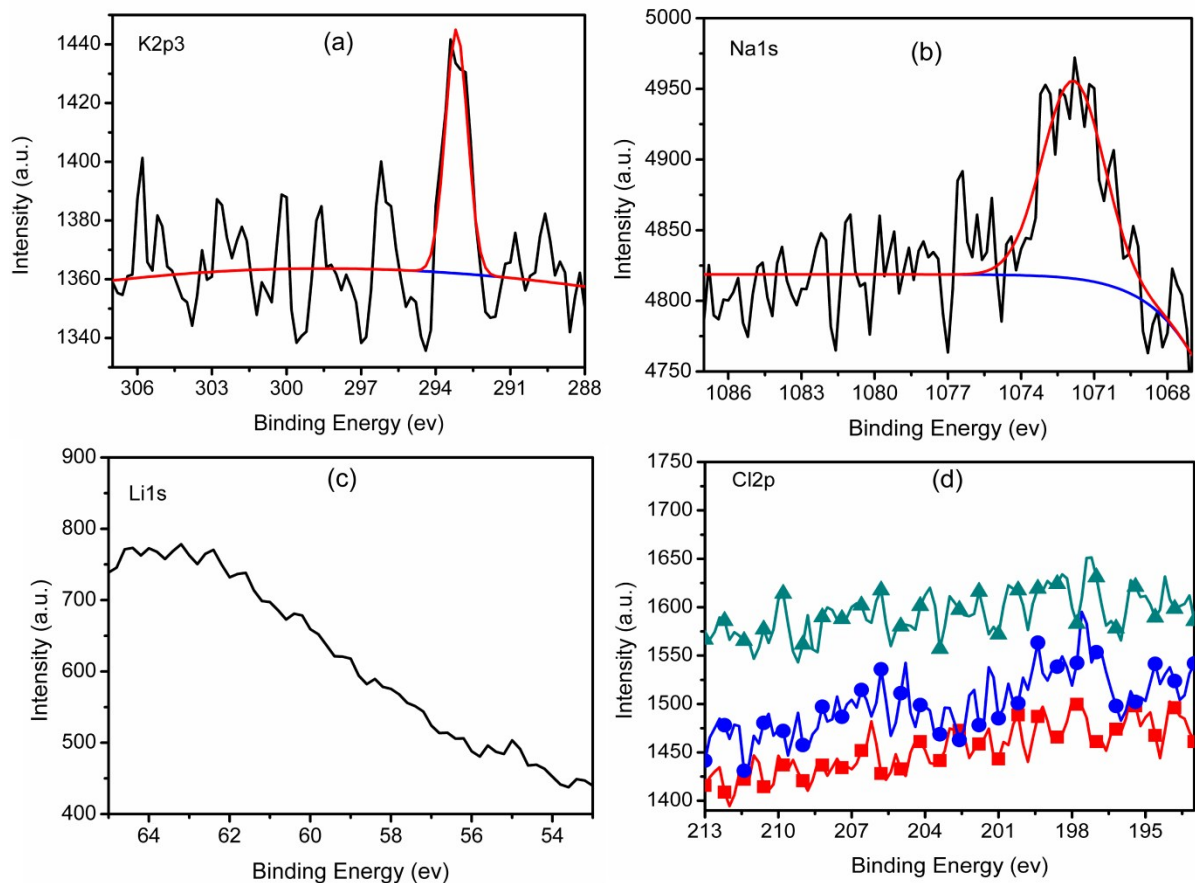 K2p3
(a)
1440
1420
1400
1380
1360
1340
306 303 300 297 294 291 288
Intensity (a.u.)
Binding Energy (ev)
Na1s
(b)
5000
4950
4900
4850
4800
4750
1086 1083 1080 1077 1074 1071 1068
Intensity (a.u.)
Binding Energy (ev)
Li1s
(c)
900
800
700
600
500
400
64 62 60 58 56 54
Intensity (a.u.)
Binding Energy (ev)
Cl2p
(d)
1750
1700
1650
1600
1550
1500
1450
1400
213 210 207 204 201 198 195
Intensity (a.u.)
Binding Energy (ev)